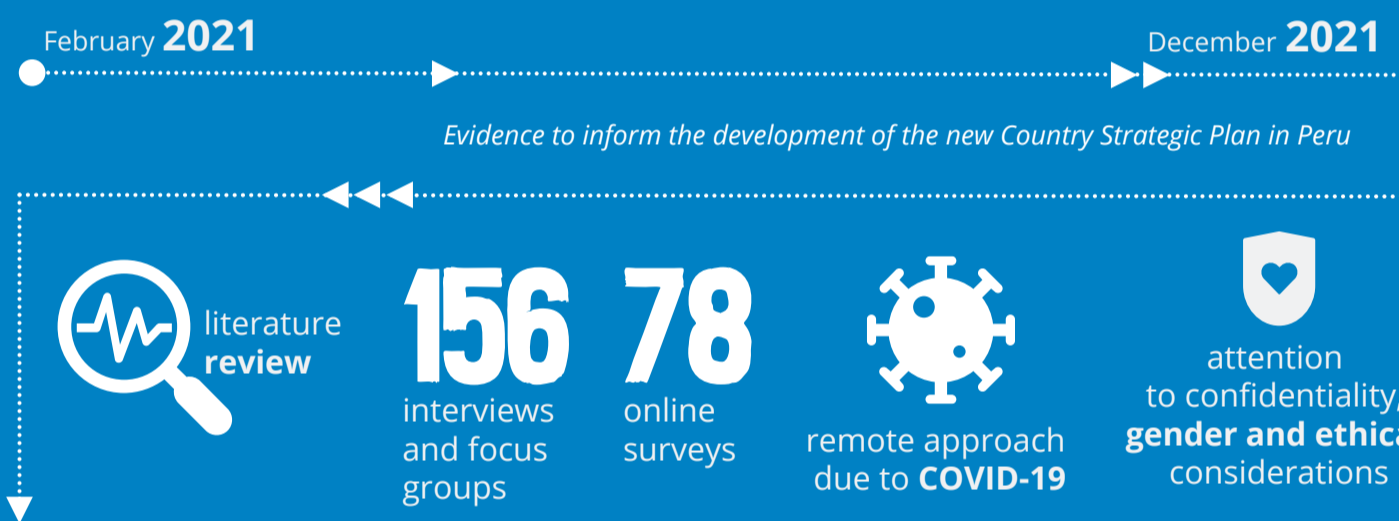 February 2021
December 2021
Evidence to inform the development of the new Country Strategic Plan in Peru
literature
review
156
interviews
and focus
groups
78
online
surveys
remote approach
due to COVID-19
attention
to confidentiality,
gender and ethica
considerations